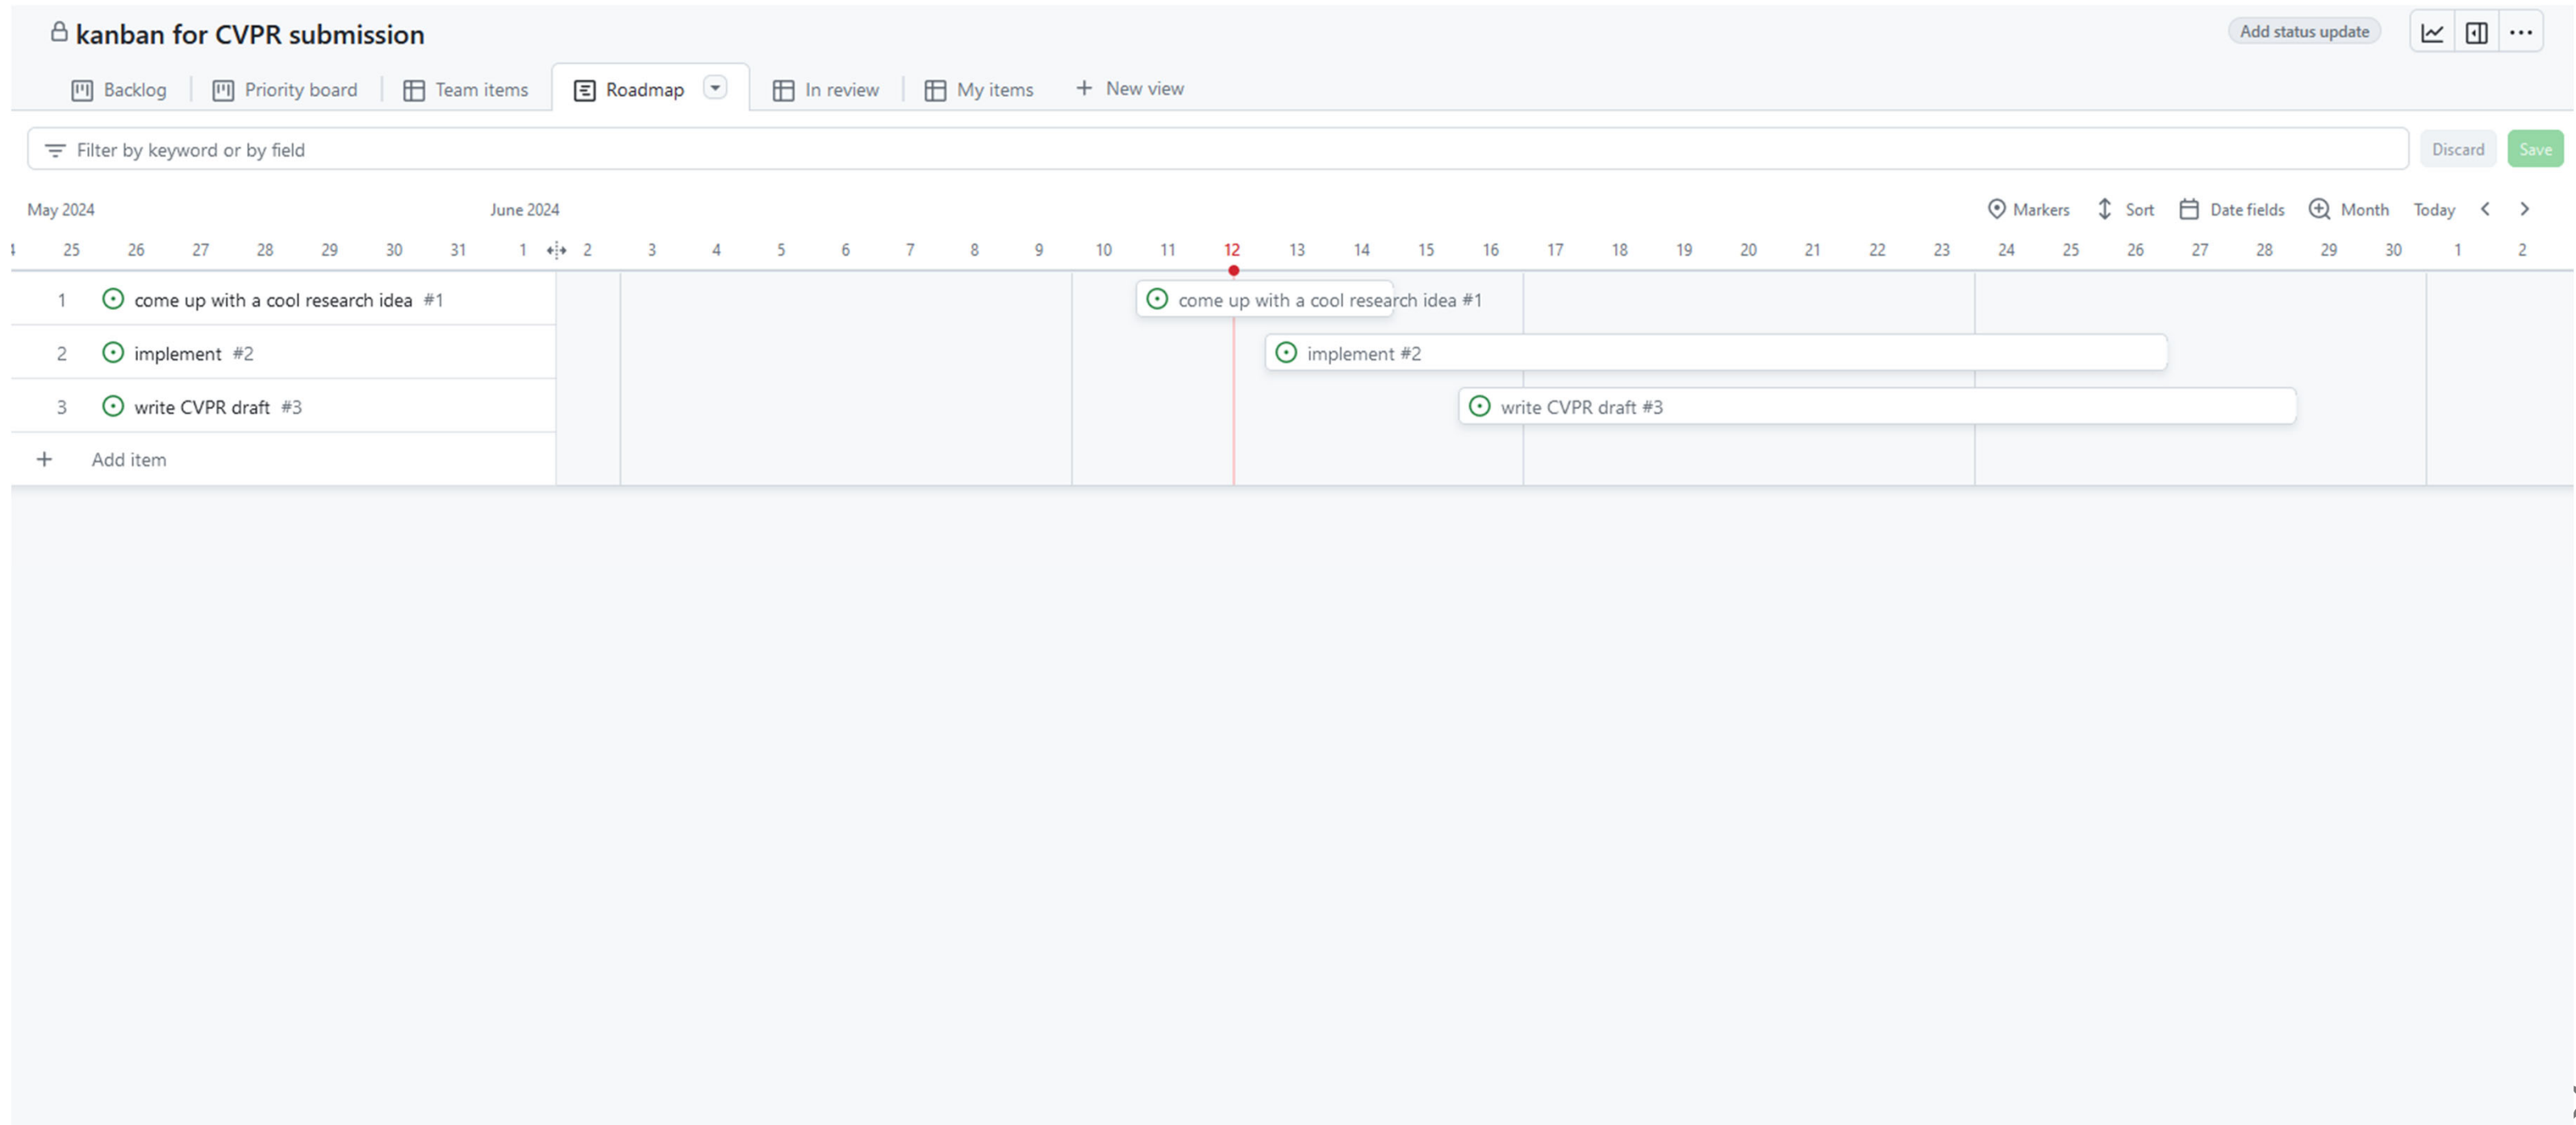 kanban for CVPR submission
Add status update
Backlog
Priority board
Team items
Roadmap
In review
My items
New view
Filter by keyword or by field
Discard
Save
May 2024
June 2024
Markers
Sort
Date fields
Month
Today
25 26 27 28 29 30 31 1 2 3 4 5 6 7 8 9 10 11 12 13 14 15 16 17 18 19 20 21 22 23 24 25 26 27 28 29 30 1 2
1 come up with a cool research idea #1
come up with a cool research idea #1
2 implement #2
implement #2
3 write CVPR draft #3
write CVPR draft #3
+ Add item